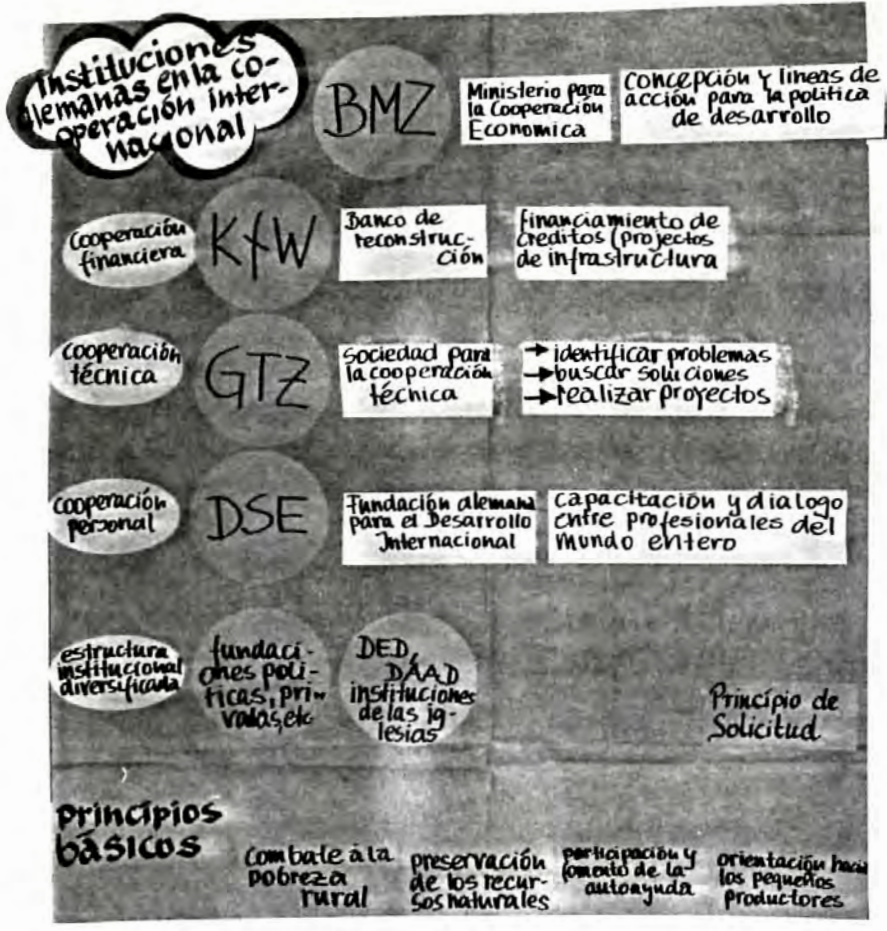 instituciones
alemanas en la co-
operación inter-
nacional
BMZ
Ministerio para
la Cooperación
Economica
concepción y lineas de
acción para la politica
de desarrollo
cooperación
financiera
KfW
Banco de
reconstruc-
ción
financiamiento de
creditos (projectos
de infrastructura
cooperación
técnica
GTZ
Sociedad para
la cooperación
técnica
→ identificar problemas
→ buscar soluciones
→ realizar proyectos
cooperación
personal
DSE
Fundación alemana
para el Desarrollo
Internacional
capacitación y dialogo
entre profesionales del
mundo entero
estructura
institucional
diversificada
fundaci-
ones poli-
ticas, pri-
vadas, etc
DED,
DAAD
instituciones
de las ig-
lesias
Princípio de
Solicitud
princípios
básicos
Combate à la
pobreza
rural
preservación
de los recur-
sos naturales
participación y
fomento de la
autoayuda
orientación hacia
los pequeños
productores